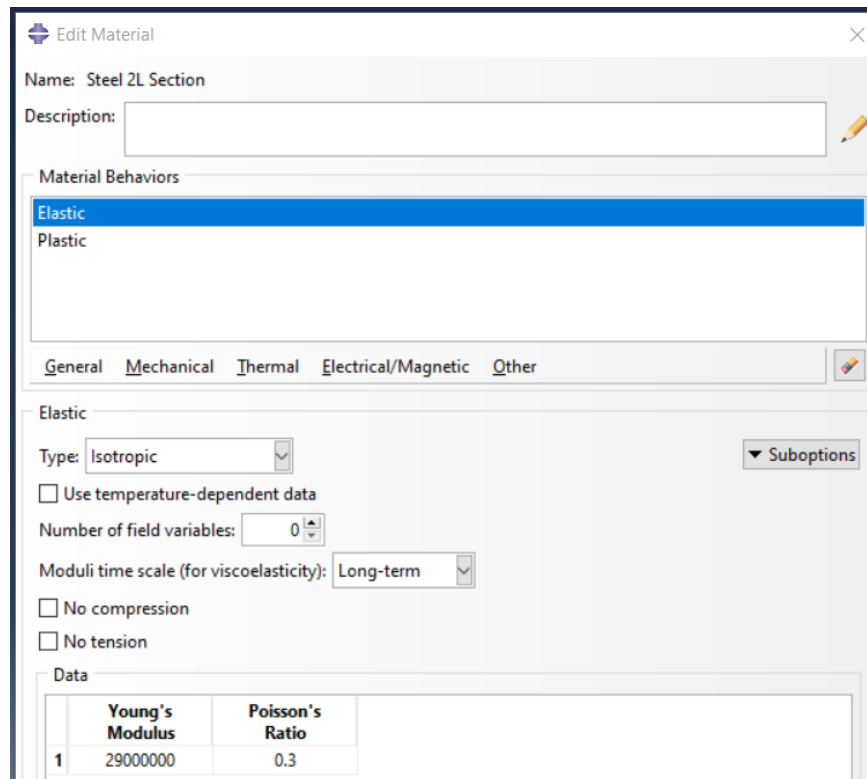 Edit Material
Name: Steel 2L Section
Description:
Material Behaviors
Elastic
Plastic
General Mechanical Thermal Electrical/Magnetic Other
Elastic
Type: Isotropic
Suboptions
Use temperature-dependent data
Number of field variables: 0
Moduli time scale (for viscoelasticity): Long-term
No compression
No tension
Data
Young's Poisson's
Modulus Ratio
1 29000000 0.3